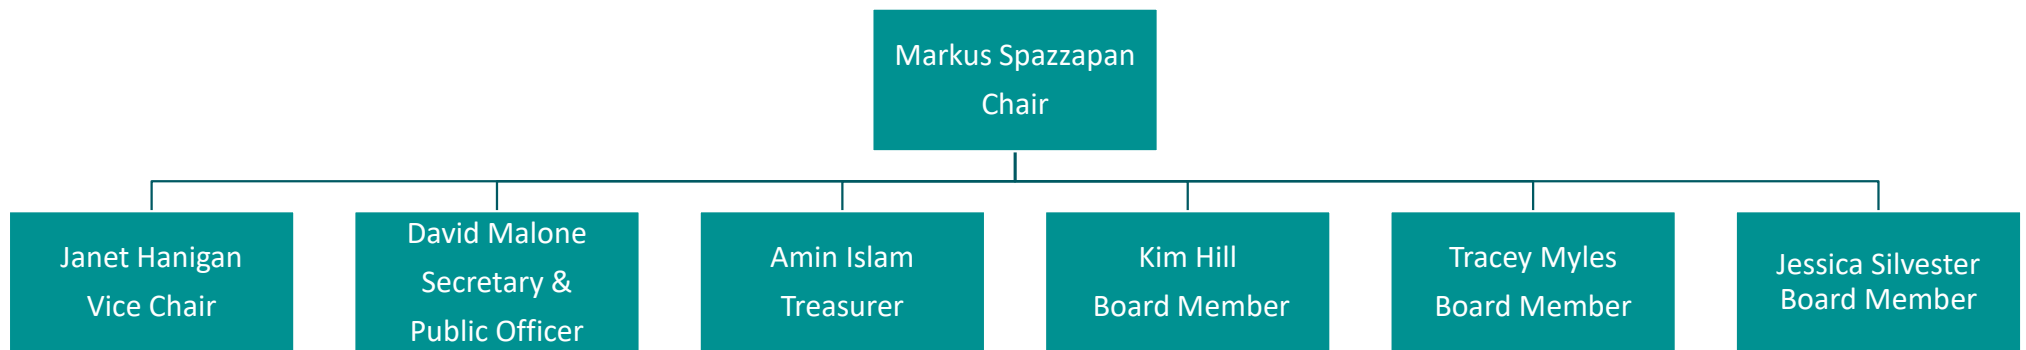 Markus Spazzapan
Chair
Janet Hanigan
Vice Chair
David Malone
Secretary &
Public Officer
Amin Islam
Treasurer
Kim Hill
Board Member
Tracey Myles
Board Member
Jessica Silvester
Board Member